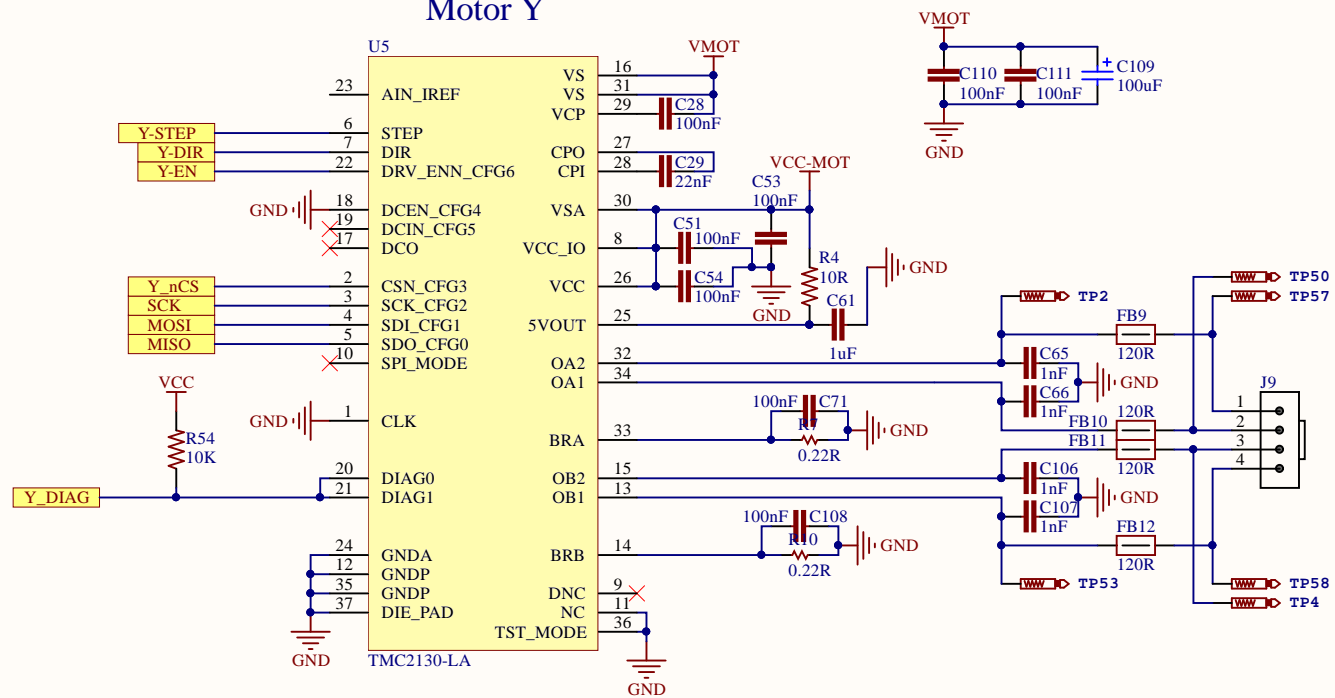 Motor Y
U5
VMOT
VMOT
23 AIN_IREF
VS 16
VS 31
VCP 29
C28
100nF
C110
100nF
C111
100nF
C109
100uF
GND
Y-STEP 6 STEP
Y-DIR 7 DIR
Y-EN 22 DRV_ENN_CFG6
CPO 27
CPI 28
C29
22nF
VCC-MOT
C53
100nF
GND 18 DCEN_CFG4
19 DCIN_CFG5
17 DCO
VSA 30
VCC_IO 8
C51
100nF
R4
10R
GND
Y_nCS 2 CSN_CFG3
SCK 3 SCK_CFG2
MOSI 4 SDI_CFG1
MISO 5 SDO_CFG0
10 SPI_MODE
VCC 26
C54
100nF
GND
C61
1uF
5VOUT 25
TP50
TP2
TP57
FB9
120R
OA2 32
OA1 34
C65
1nF
C66
1nF
GND
J9
1
2
3
4
VCC
R54
10K
GND 1 CLK
100nF C71
BRA 33
R7
0.22R
GND
FB10 120R
FB11
120R
20 DIAG0
Y_DIAG 21 DIAG1
OB2 15
OB1 13
C106
1nF
C107
1nF
GND
100nF C108
R10
0.22R
GND
FB12
120R
24 GNDA
12 GNDP
35 GNDP
37 DIE_PAD
GND
BRB 14
DNC 9
NC 11
TST_MODE 36
GND
TP53
TP58
TP4
TMC2130-LA